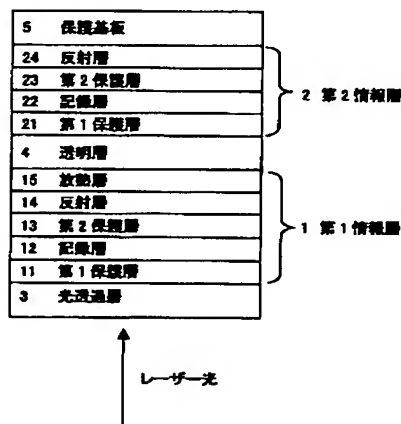 5 保護基板
24 反射層
23 第2保護層
22 記録層
21 第1保護層
2 第2情報層
4 透明層
15 放熱層
14 反射層
13 第2保護層
12 記録層
11 第1保護層
1 第1情報層
3 光透過層
レーザー光